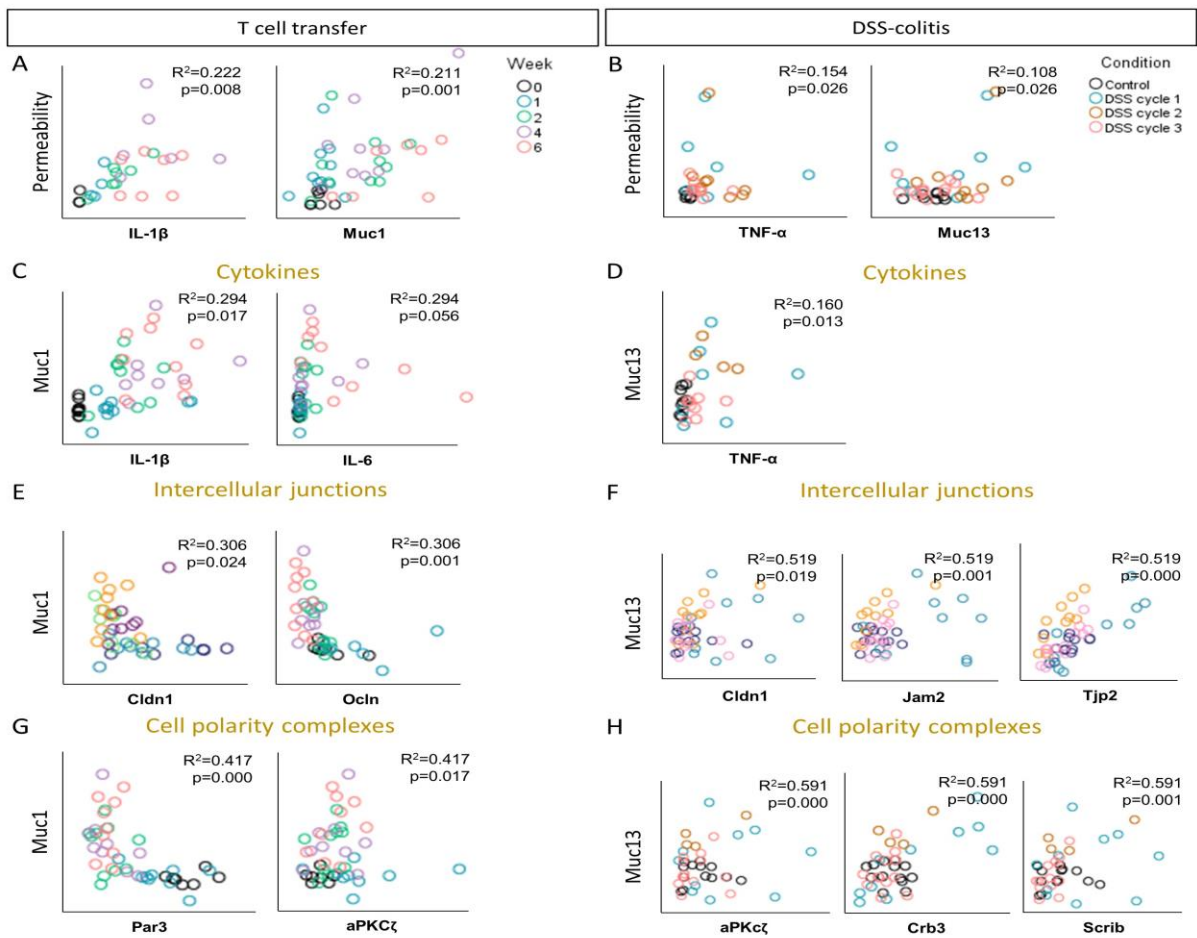 T cell transfer
DSS-colitis
A
Permeability
R²=0.222
p=0.008
IL-1β
R²=0.211
p=0.001
Muc1
Week
0
1
2
4
6
B
Permeability
R²=0.154
p=0.026
TNF-α
R²=0.108
p=0.026
Muc13
Condition
Control
DSS cycle 1
DSS cycle 2
DSS cycle 3
C
Cytokines
Muc1
R²=0.294
p=0.017
IL-1β
R²=0.294
p=0.056
IL-6
D
Cytokines
Muc13
R²=0.160
p=0.013
TNF-α
E
Intercellular junctions
Muc1
R²=0.306
p=0.024
Cldn1
R²=0.306
p=0.001
Ocln
F
Intercellular junctions
Muc13
R²=0.519
p=0.019
Cldn1
R²=0.519
p=0.001
Jam2
R²=0.519
p=0.000
Tjp2
G
Cell polarity complexes
Muc1
R²=0.417
p=0.000
Par3
R²=0.417
p=0.017
aPKCζ
H
Cell polarity complexes
Muc13
R²=0.591
p=0.000
aPKcζ
R²=0.591
p=0.000
Crb3
R²=0.591
p=0.001
Scrib